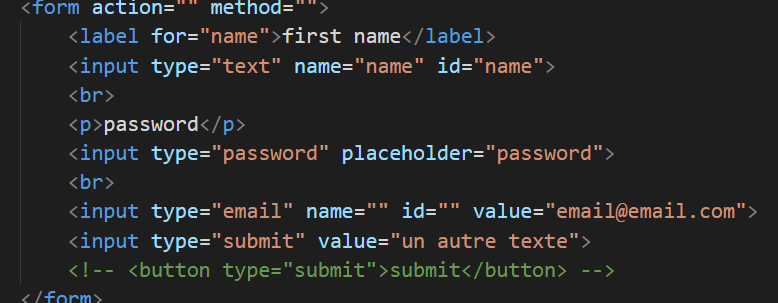 <form action="" method="">
<label for="name">first name</label>
<input type="text" name="name" id="name">
<br>
<p>password</p>
<input type="password" placeholder="password">
<br>
<input type="email" name="" id="" value="email@email.com">
<input type="submit" value="un autre texte">
<!-- <button type="submit">submit</button> -->
</form>